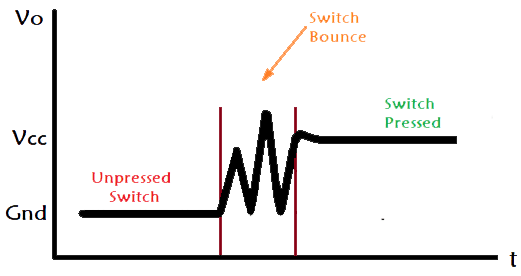 Vo
Switch
Bounce
Switch
Pressed
Vcc
Unpressed
Switch
Gnd
t